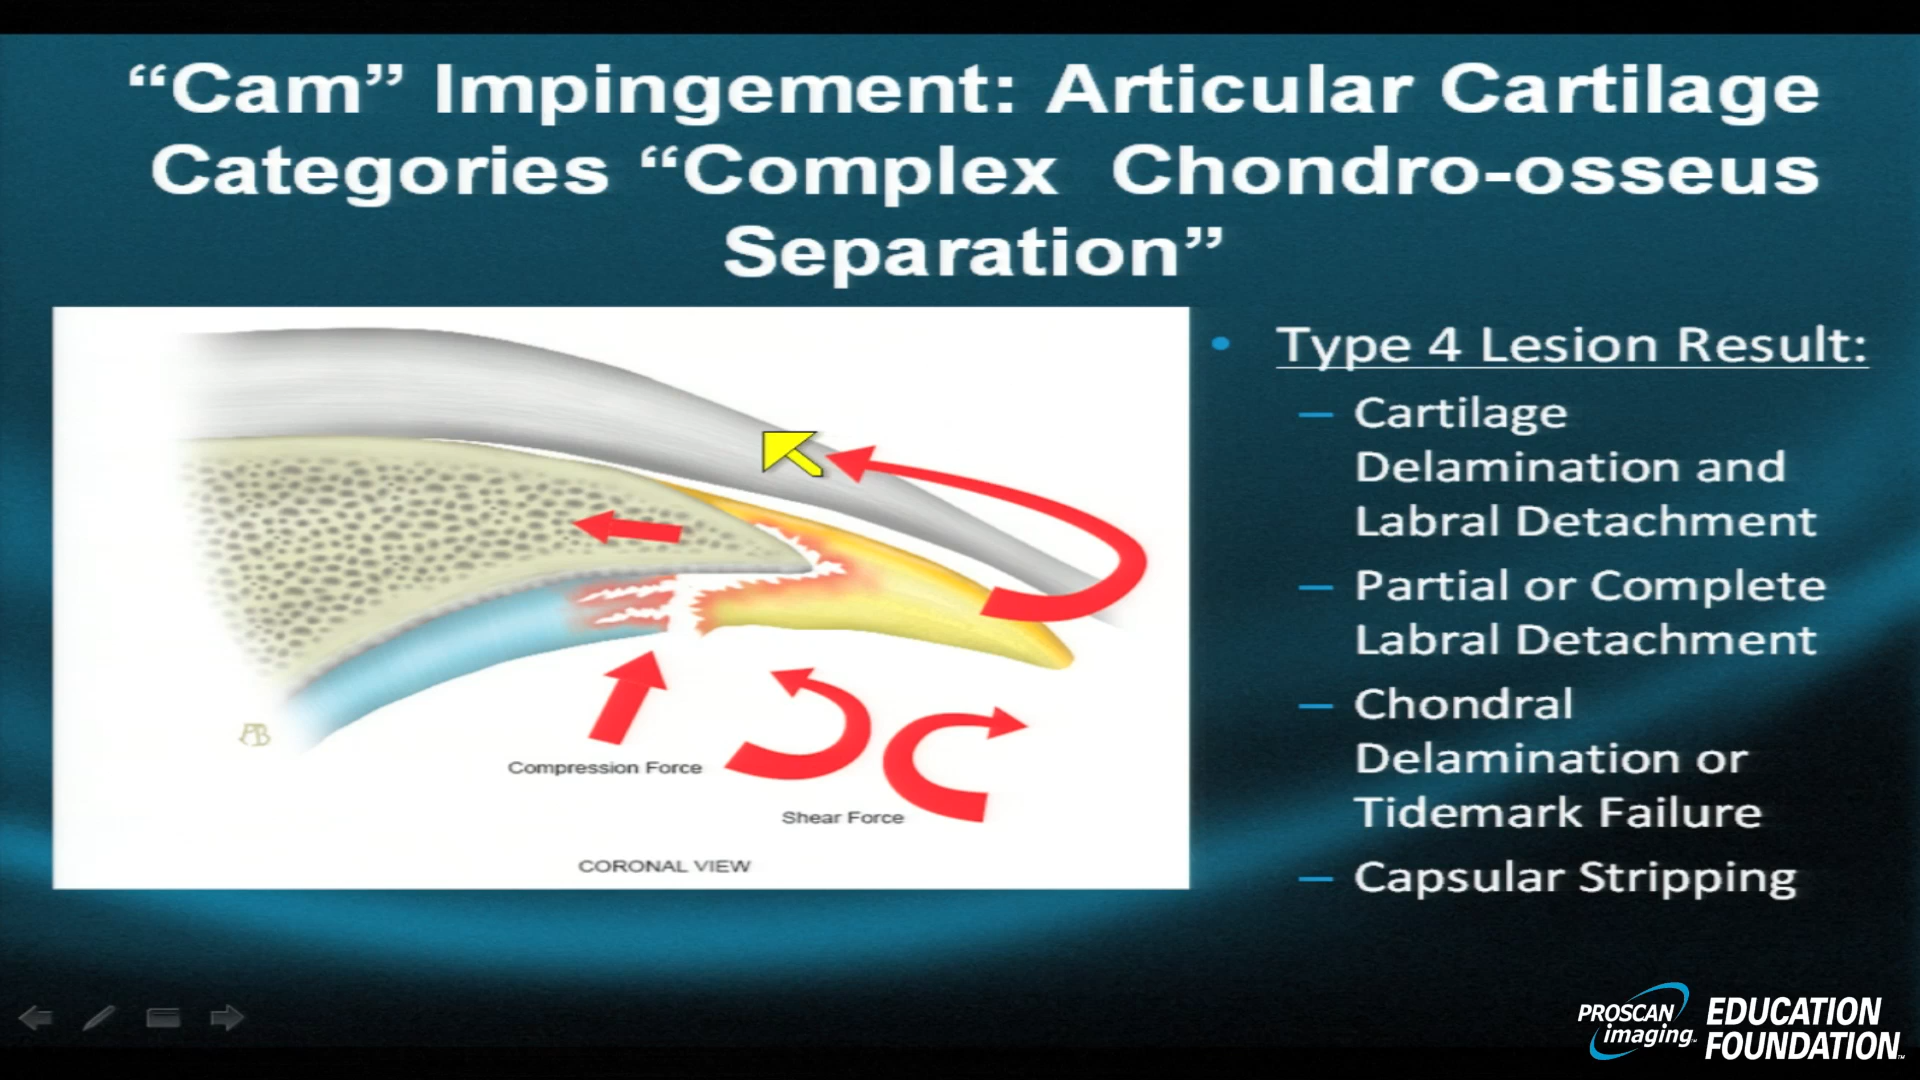 “Cam” Impingement: Articular Cartilage
Categories “Complex Chondro-osseus
Separation”
• Type 4 Lesion Result:
– Cartilage
Delamination and
Labral Detachment
– Partial or Complete
Labral Detachment
– Chondral
Delamination or
Tidemark Failure
– Capsular Stripping
Compression Force
Shear Force
CORONAL VIEW
PROSCAN
imaging
EDUCATION
FOUNDATION